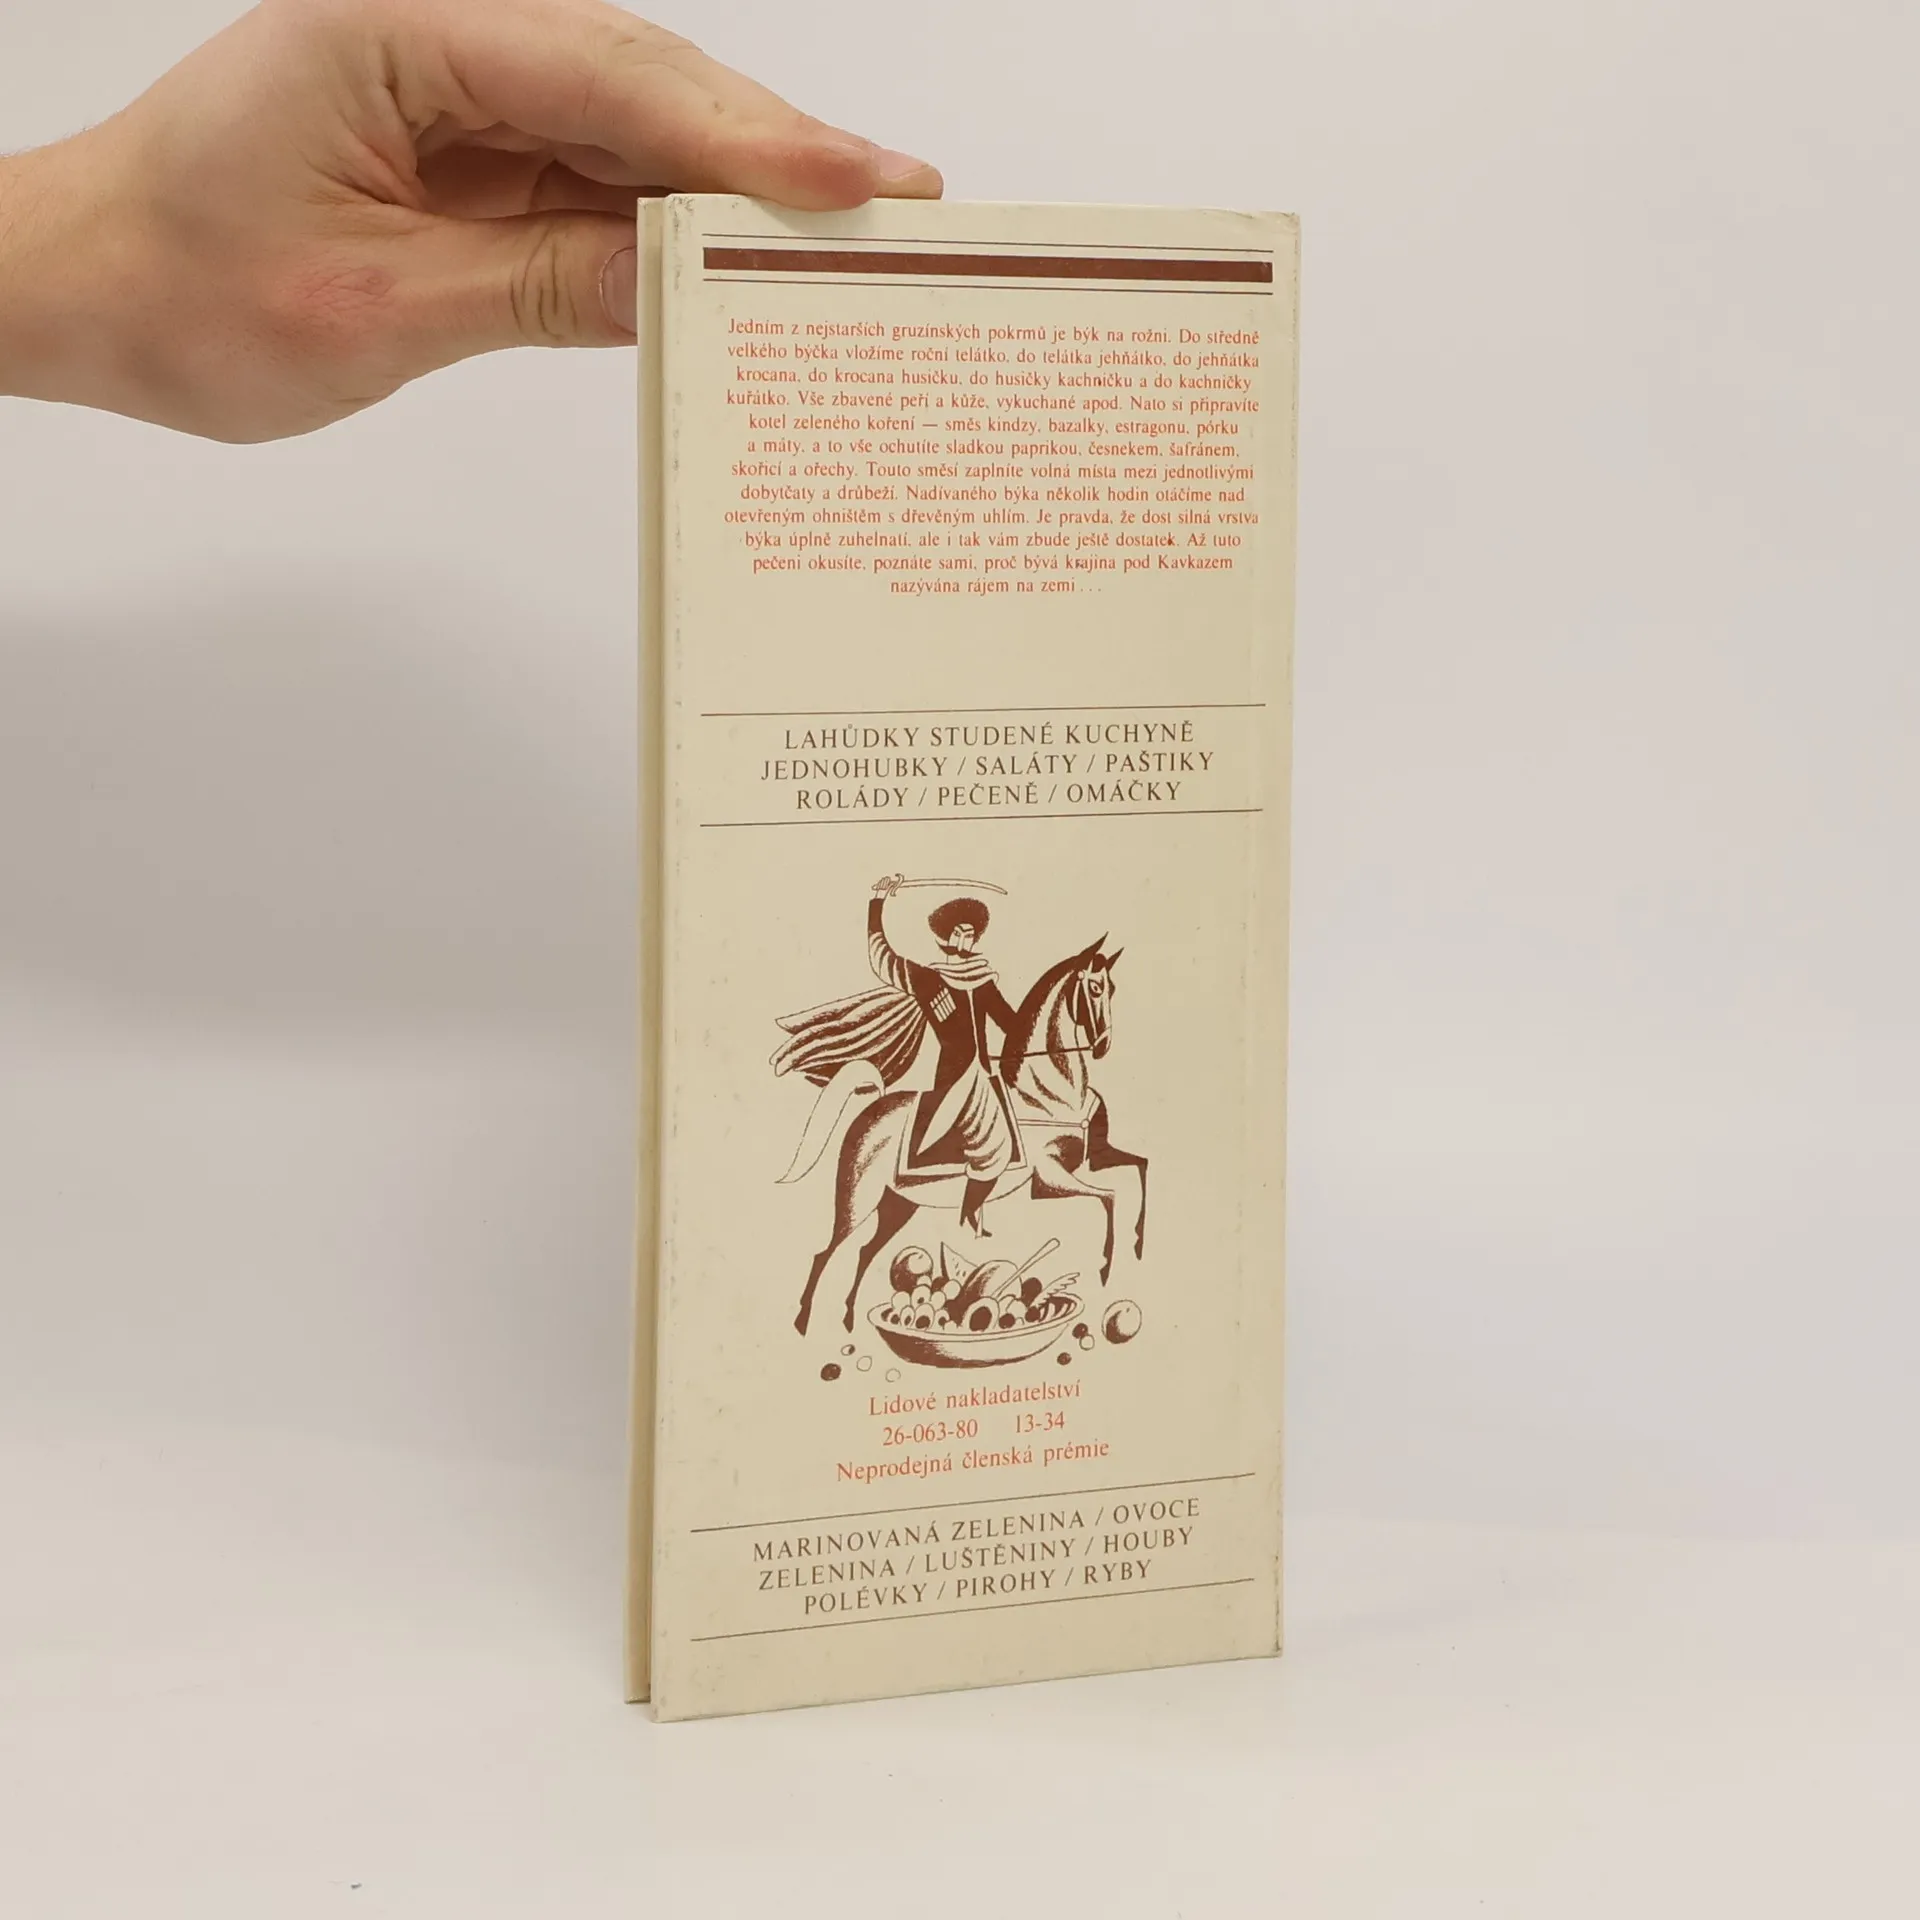 Jedním z nejstarších gruzínských pokrmů je býk na rožni. Do středně
velkého býčka vložíme roční telátko, do telátka jehňátko, do jehňátka
krocana, do krocana husičku, do husičky kachničku a do kachničky
kuřátko. Vše zbavené peří a kůže, vykuchané apod. Nato si připravíte
kotel zeleného koření — směs kindzy, bazalky, estragonu, pórku
a máty, a to vše ochutíte sladkou paprikou, česnekem, šafránem,
skořicí a ořechy. Touto směsí zaplníte volná místa mezi jednotlivými
dobytčaty a drůbeží. Nadívaného býka několik hodin otáčíme nad
otevřeným ohništěm s dřevěným uhlím. Je pravda, že dost silná vrstva
býka úplně zuhelnatí, ale i tak vám zbude ještě dostatek. Až tuto
pečeni okusíte, poznáte sami, proč bývá krajina pod Kavkazem
nazývána rájem na zemi . . .
LAHŮDKY STUDENÉ KUCHYNĚ
JEDNOHUBKY / SALÁTY / PAŠTIKY
ROLÁDY / PEČENĚ / OMÁČKY
Lidové nakladatelství
26-063-80 13-34
Neprodejná členská prémie
MARINOVANÁ ZELENINA / OVOCE
ZELENINA / LUŠTĚNINY / HOUBY
POLÉVKY / PIROHY / RYBY